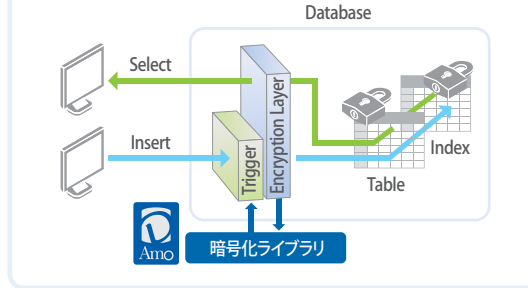 Database
Select
Insert
Trigger
Encryption Layer
Table
Index
Amo
暗号化ライブラリ